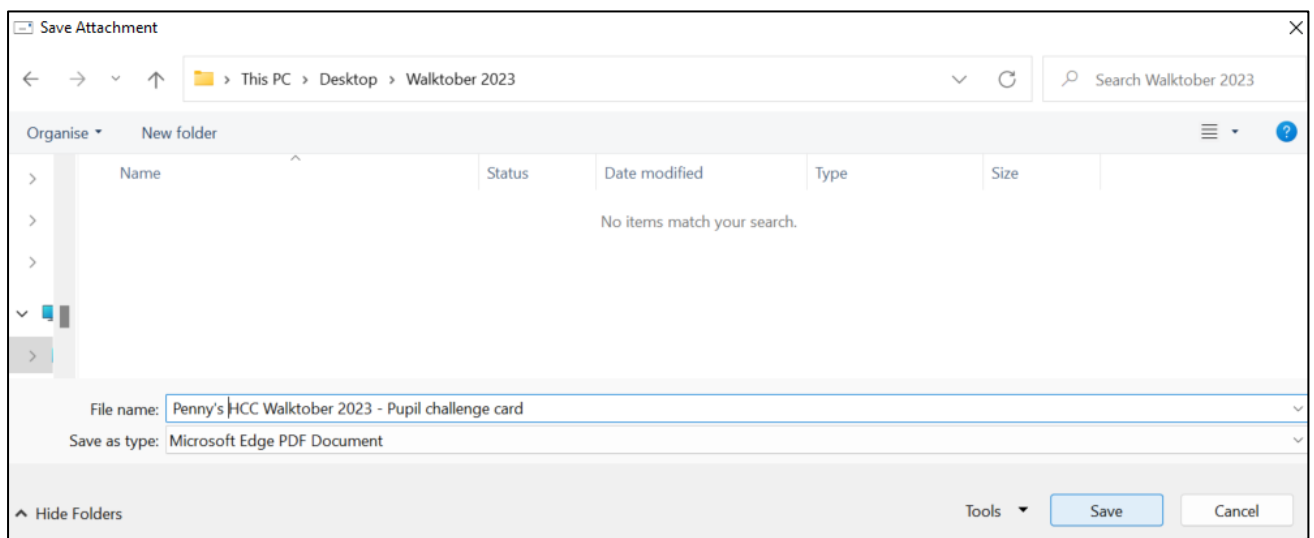 Save Attachment
This PC > Desktop > Walktober 2023
Search Walktober 2023
Organise New folder
Name Status Date modified Type Size
No items match your search.
File name: Penny's HCC Walktober 2023 - Pupil challenge card
Save as type: Microsoft Edge PDF Document
Hide Folders Tools Save Cancel